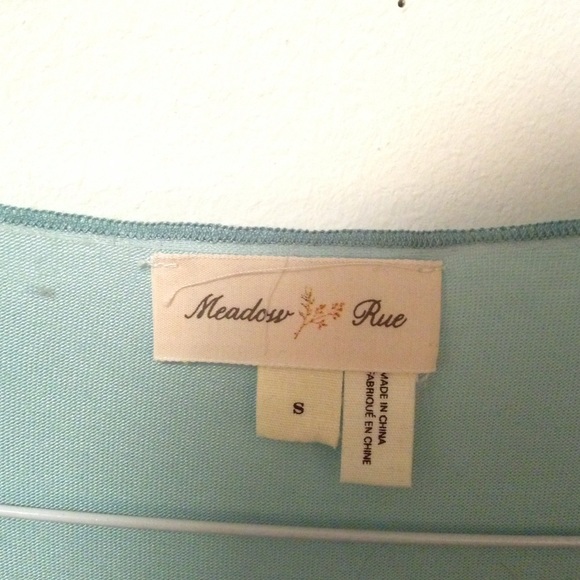 Meadow Rue
S
MADE IN CHINA
FABRIQUÉ EN CHINE